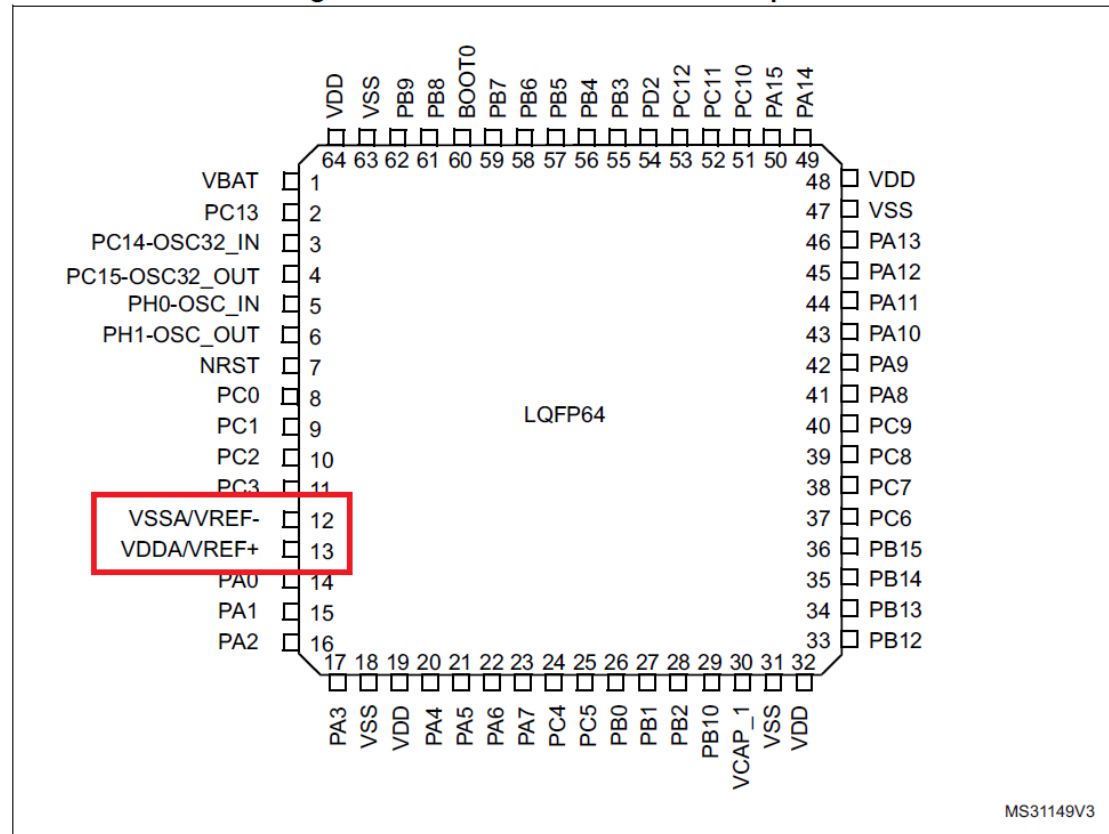 VDD VSS PB9 PB8 BOOT0 PB7 PB6 PB5 PB4 PB3 PD2 PC12 PC11 PC10 PA15 PA14
64 63 62 61 60 59 58 57 56 55 54 53 52 51 50 49
VBAT 1 48 VDD
PC13 2 47 VSS
PC14-OSC32_IN 3 46 PA13
PC15-OSC32_OUT 4 45 PA12
PH0-OSC_IN 5 44 PA11
PH1-OSC_OUT 6 43 PA10
NRST 7 42 PA9
PC0 8 41 PA8
PC1 9 LQFP64 40 PC9
PC2 10 39 PC8
PC3 11 38 PC7
VSSA/VREF- 12 37 PC6
VDDA/VREF+ 13 36 PB15
PA0 14 35 PB14
PA1 15 34 PB13
PA2 16 33 PB12
17 18 19 20 21 22 23 24 25 26 27 28 29 30 31 32
PA3 VSS VDD PA4 PA5 PA6 PA7 PC4 PC5 PB0 PB1 PB2 PB10 VCAP_1 VSS VDD
MS31149V3